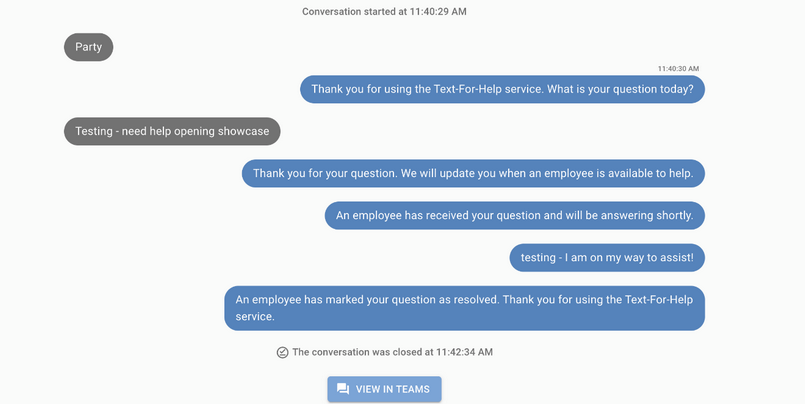 Conversation started at 11:40:29 AM
Party
11:40:30 AM
Thank you for using the Text-For-Help service. What is your question today?
Testing - need help opening showcase
Thank you for your question. We will update you when an employee is available to help.
An employee has received your question and will be answering shortly.
testing - I am on my way to assist!
An employee has marked your question as resolved. Thank you for using the Text-For-Help
service.
The conversation was closed at 11:42:34 AM
VIEW IN TEAMS